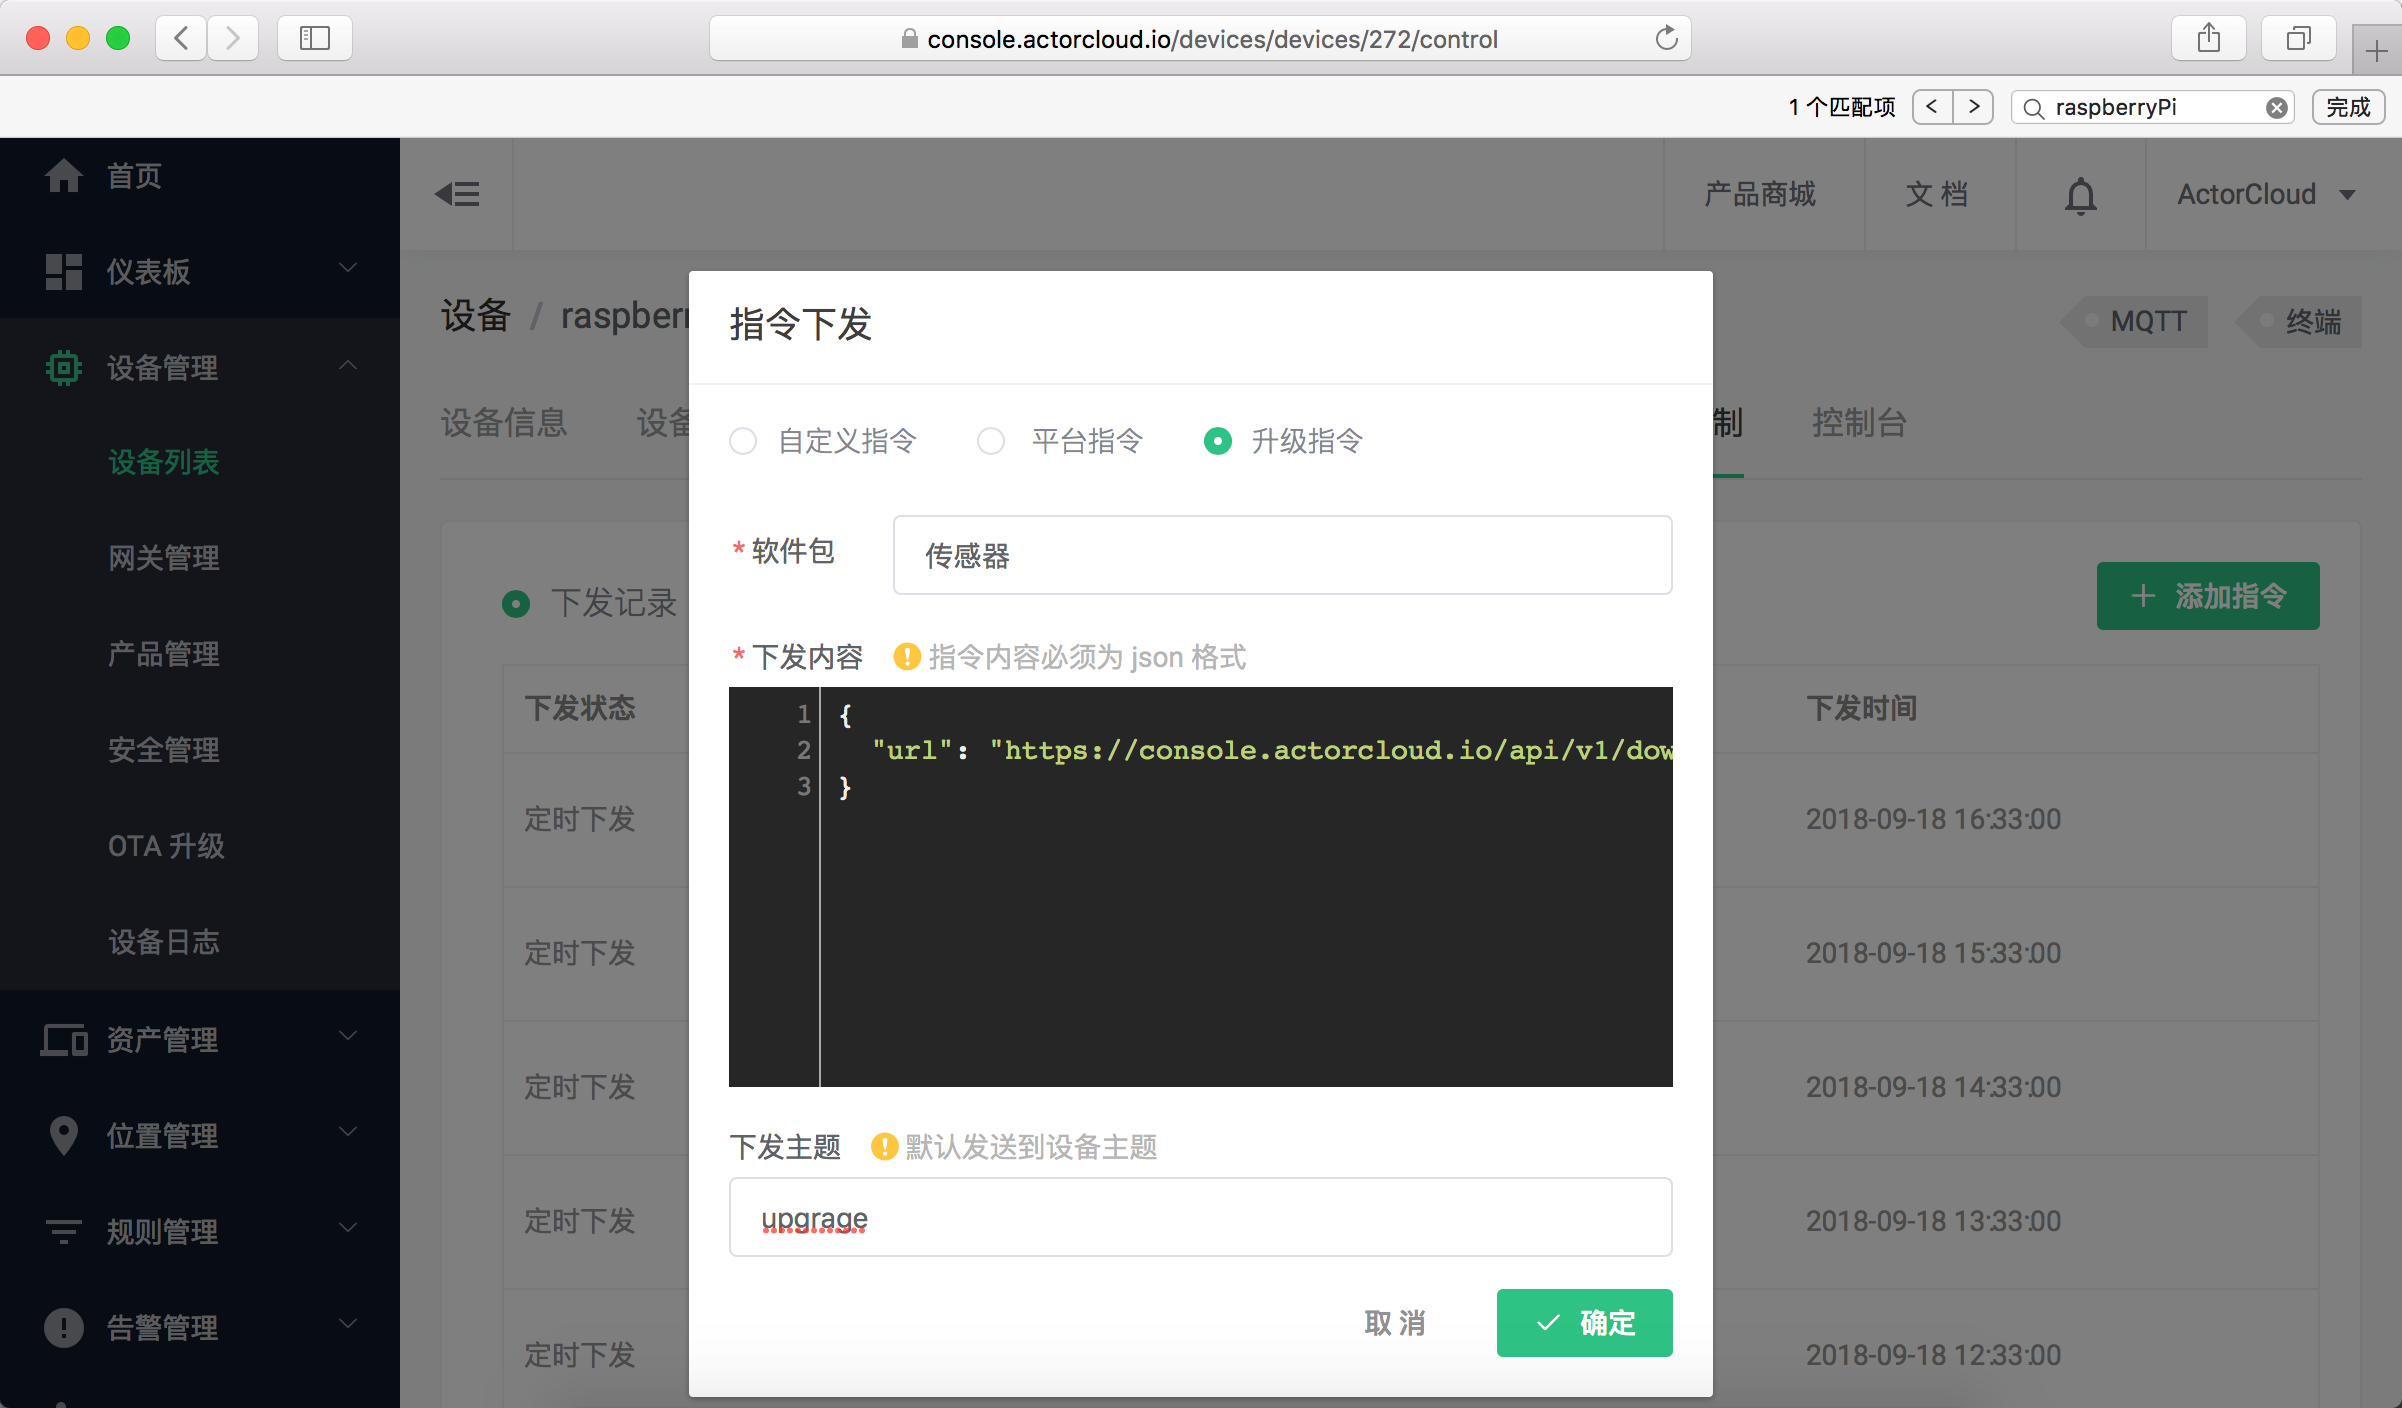 console.actorcloud.io/devices/devices/272/control
1 个匹配项
raspberryPi
完成
首页
仪表板
设备管理
设备列表
网关管理
产品管理
安全管理
OTA 升级
设备日志
资产管理
位置管理
规则管理
告警管理
产品商城
文 档
ActorCloud
设备 /
MQTT
终端
设备信息
控制台
下发记录
添加指令
下发状态
下发时间
定时下发
2018-09-18 16:33:00
定时下发
2018-09-18 15:33:00
定时下发
2018-09-18 14:33:00
定时下发
2018-09-18 13:33:00
定时下发
2018-09-18 12:33:00
指令下发
自定义指令
平台指令
升级指令
* 软件包
传感器
* 下发内容
指令内容必须为 json 格式
1 {
2 "url": "https://console.actorcloud.io/api/v1/dow
3 }
下发主题
默认发送到设备主题
upgrage
取 消
确定